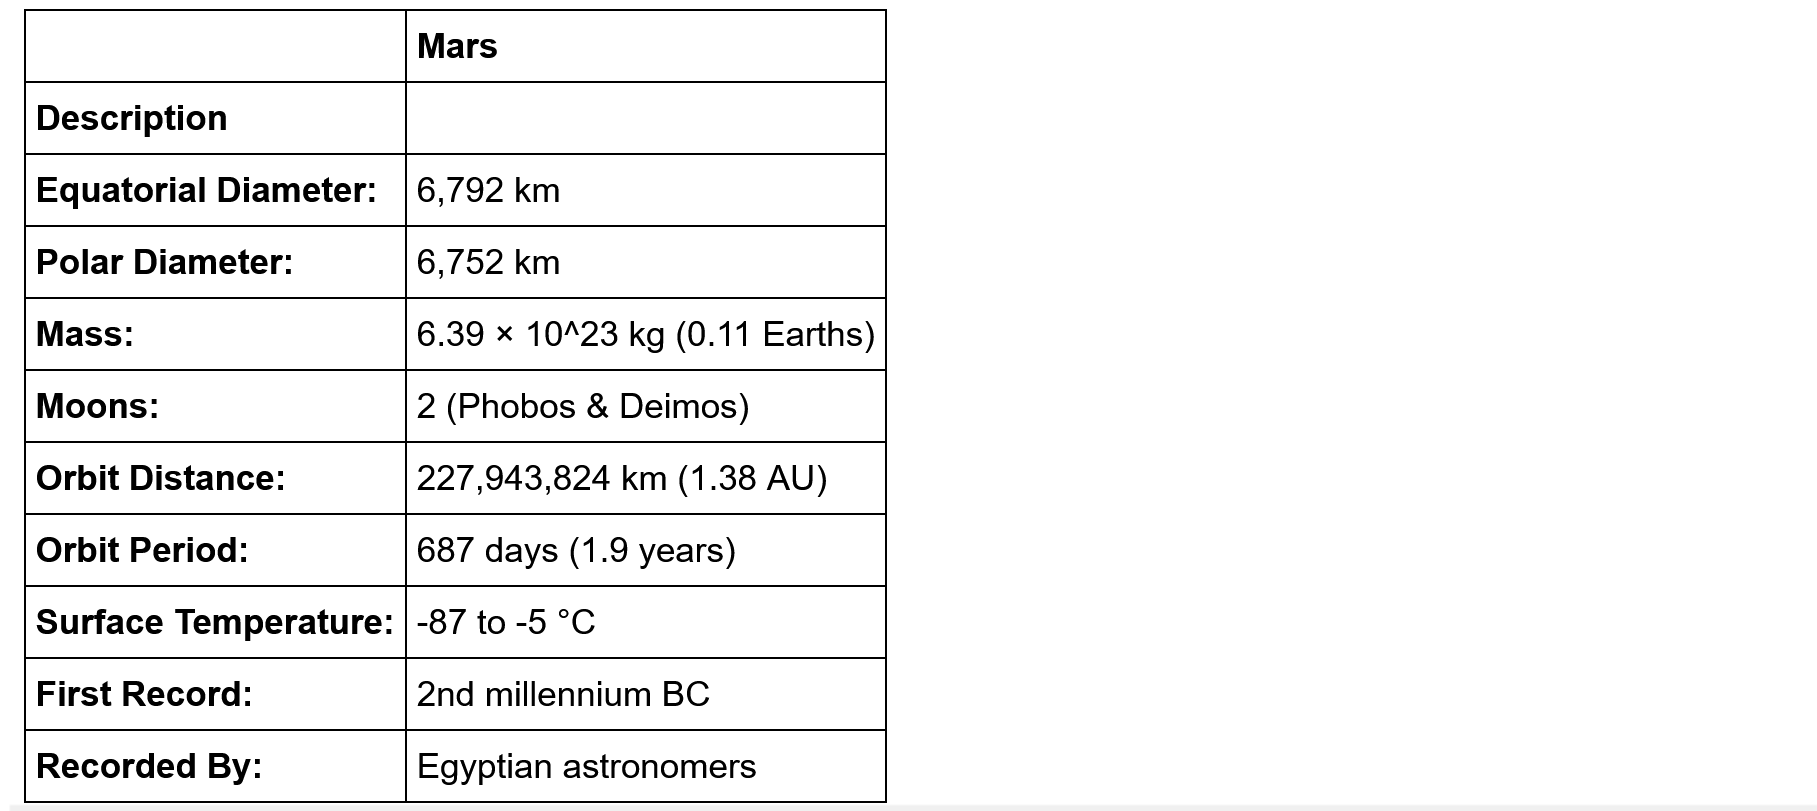 Mars
Description
Equatorial Diameter: 6,792 km
Polar Diameter: 6,752 km
Mass: 6.39 × 10^23 kg (0.11 Earths)
Moons: 2 (Phobos & Deimos)
Orbit Distance: 227,943,824 km (1.38 AU)
Orbit Period: 687 days (1.9 years)
Surface Temperature: -87 to -5 °C
First Record: 2nd millennium BC
Recorded By: Egyptian astronomers